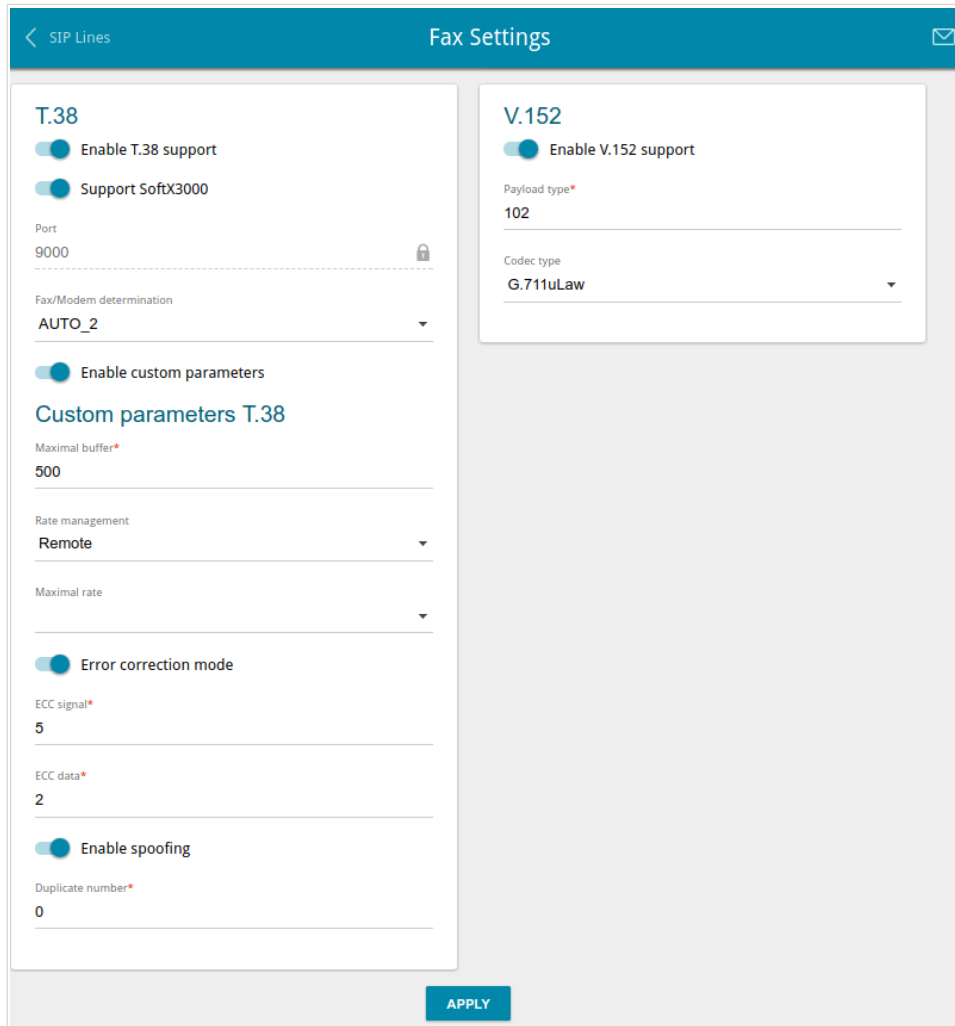 SIP Lines
Fax Settings
T.38
Enable T.38 support
Support SoftX3000
Port
9000
Fax/Modem determination
AUTO_2
Enable custom parameters
Custom parameters T.38
Maximal buffer*
500
Rate management
Remote
Maximal rate
Error correction mode
ECC signal*
5
ECC data*
2
Enable spoofing
Duplicate number*
0
V.152
Enable V.152 support
Payload type*
102
Codec type
G.711uLaw
APPLY